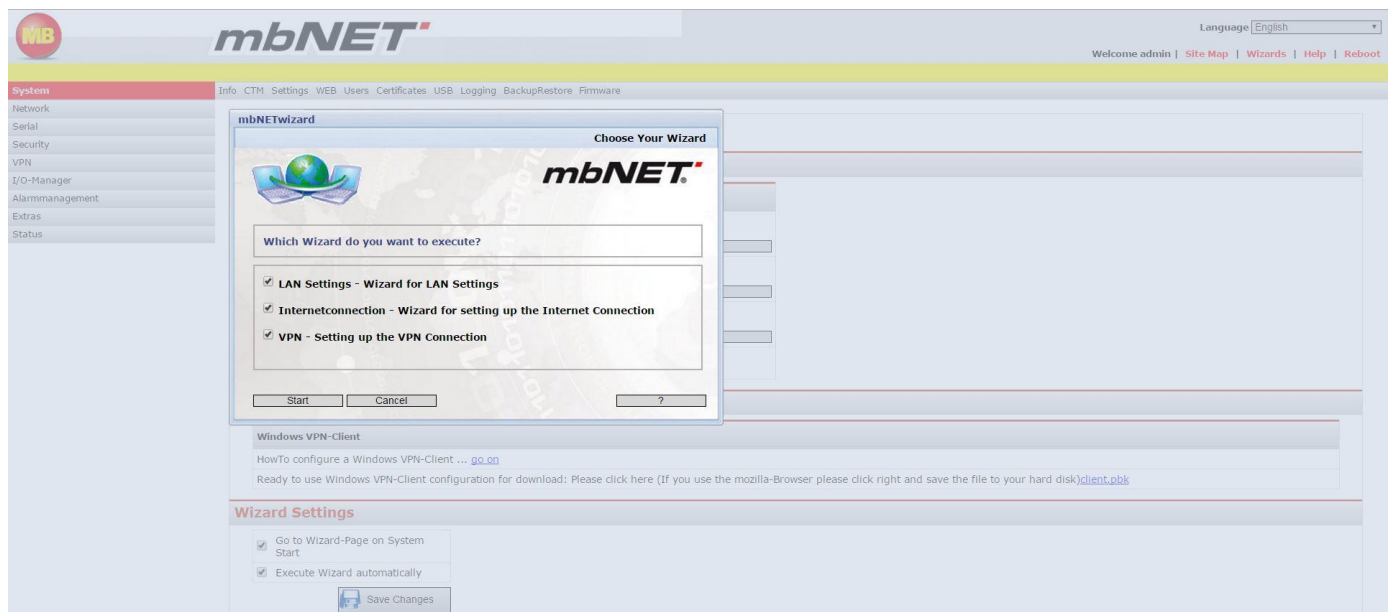 MB
mbNET
Language English
Welcome admin | Site Map | Wizards | Help | Reboot
System
Info CTM Settings WEB Users Certificates USB Logging BackupRestore Firmware
Network
Serial
Security
VPN
I/O-Manager
Alarmmanagement
Extras
Status
mbNETwizard
Choose Your Wizard
mbNET.
Which Wizard do you want to execute?
LAN Settings - Wizard for LAN Settings
Internetconnection - Wizard for setting up the Internet Connection
VPN - Setting up the VPN Connection
Start
Cancel
?
Windows VPN-Client
HowTo configure a Windows VPN-Client ... go on
Ready to use Windows VPN-Client configuration for download: Please click here (If you use the mozilla-Browser please click right and save the file to your hard disk)client.pbk
Wizard Settings
Go to Wizard-Page on System
Start
Execute Wizard automatically
Save Changes